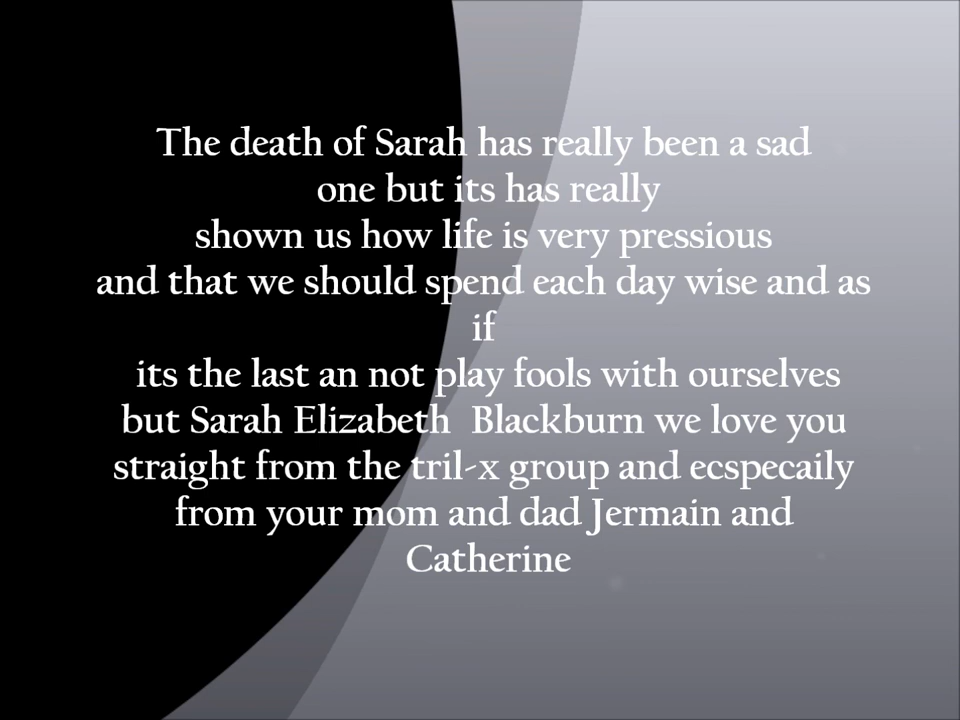 The death of Sarah has really been a sad
one but its has really
shown us how life is very pressious
and that we should spend each day wise and as
if
its the last an not play fools with ourselves
but Sarah Elizabeth  Blackburn we love you
straight from the tril-x group and ecspecaily
from your mom and dad Jermain and
Catherine